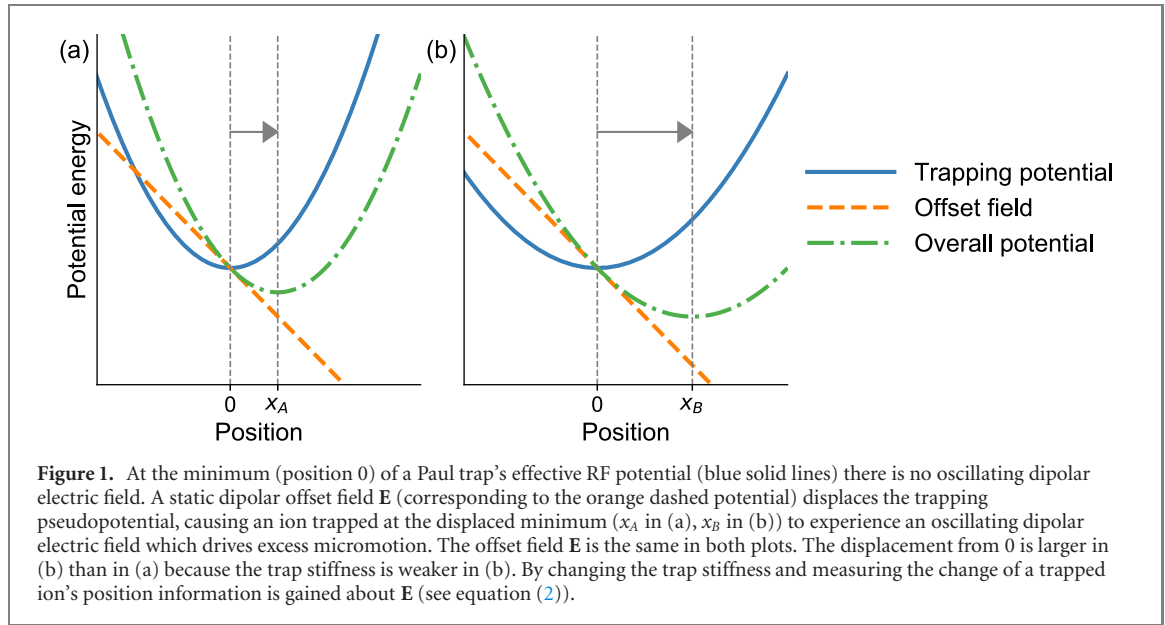 (a)
(b)
Potential energy
Trapping potential
Offset field
Overall potential
0
x_A
0
x_B
Position
Position
Figure 1. At the minimum (position 0) of a Paul trap's effective RF potential (blue solid lines) there is no oscillating dipolar
electric field. A static dipolar offset field E (corresponding to the orange dashed potential) displaces the trapping
pseudopotential, causing an ion trapped at the displaced minimum (x_A in (a), x_B in (b)) to experience an oscillating dipolar
electric field which drives excess micromotion. The offset field E is the same in both plots. The displacement from 0 is larger in
(b) than in (a) because the trap stiffness is weaker in (b). By changing the trap stiffness and measuring the change of a trapped
ion's position information is gained about E (see equation (2)).